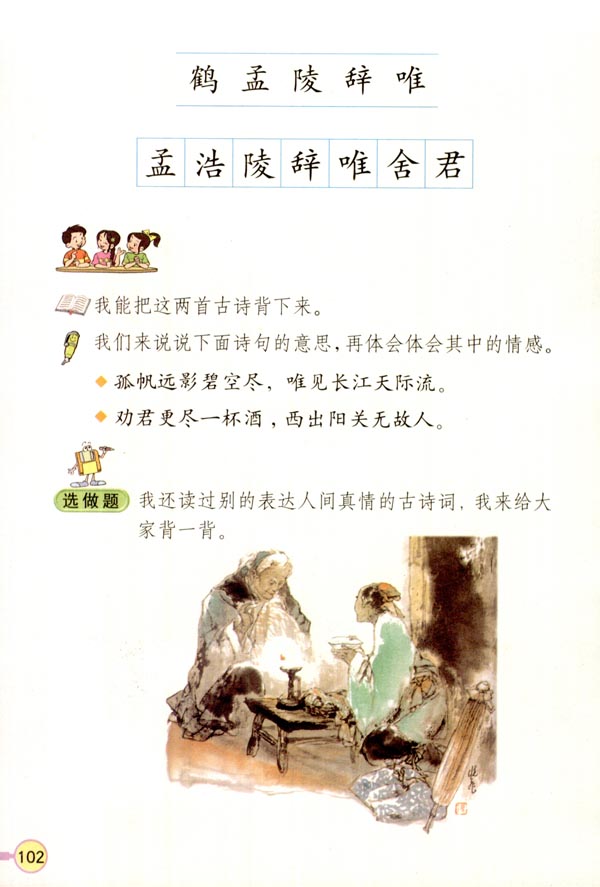 鹤 孟 陵 辞 唯
孟 浩 陵 辞 唯 舍 君
我能把这两首古诗背下来。
我们来说说下面诗句的意思，再体会体会其中的情感。
孤帆远影碧空尽，唯见长江天际流。
劝君更尽一杯酒，西出阳关无故人。
选做题 我还读过别的表达人间真情的古诗词，我来给大
家背一背。
102